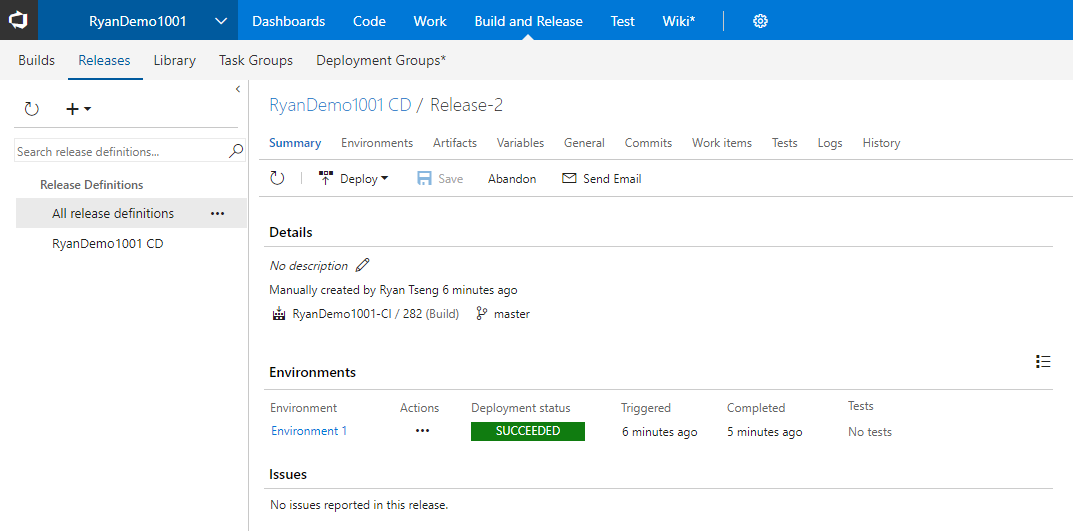 RyanDemo1001 Dashboards Code Work Build and Release Test Wiki*
Builds Releases Library Task Groups Deployment Groups*
RyanDemo1001 CD / Release-2
Summary Environments Artifacts Variables General Commits Work items Tests Logs History
Search release definitions...
Deploy Save Abandon Send Email
Release Definitions
All release definitions ...
RyanDemo1001 CD
Details
No description
Manually created by Ryan Tseng 6 minutes ago
RyanDemo1001-CI / 282 (Build) master
Environments
Environment Actions Deployment status Triggered Completed Tests
Environment 1 ... SUCCEEDED 6 minutes ago 5 minutes ago No tests
Issues
No issues reported in this release.